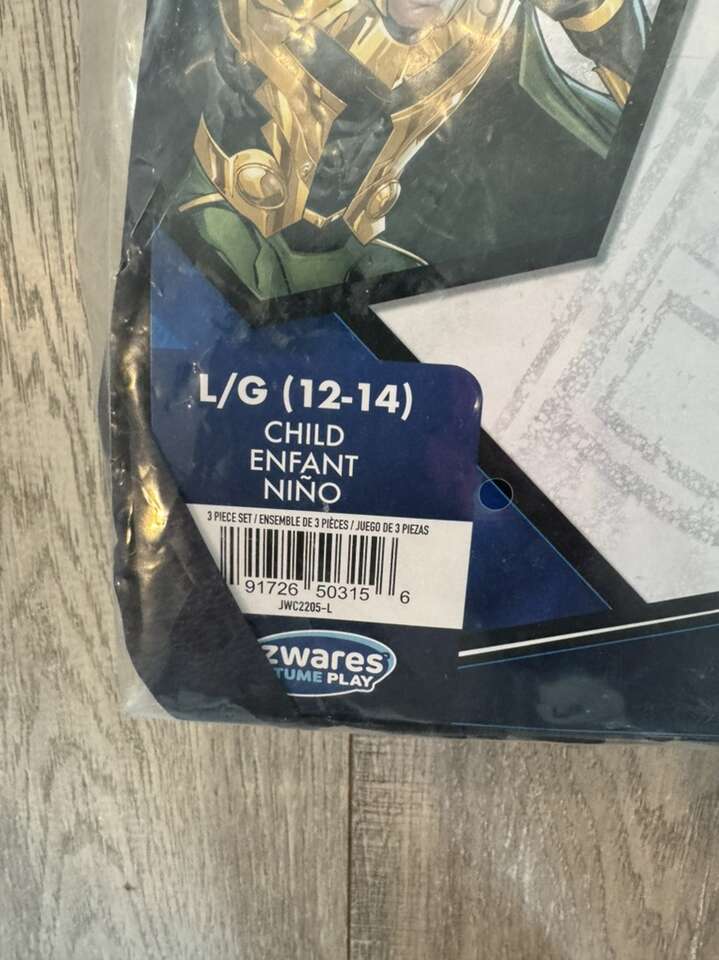 L/G (12-14)
CHILD
ENFANT
NIÑO
3 PIECE SET / ENSEMBLE DE 3 PIÈCES / JUEGO DE 3 PIEZAS
91726 50315 6
JWC2205-L
zwares
TUME PLAY